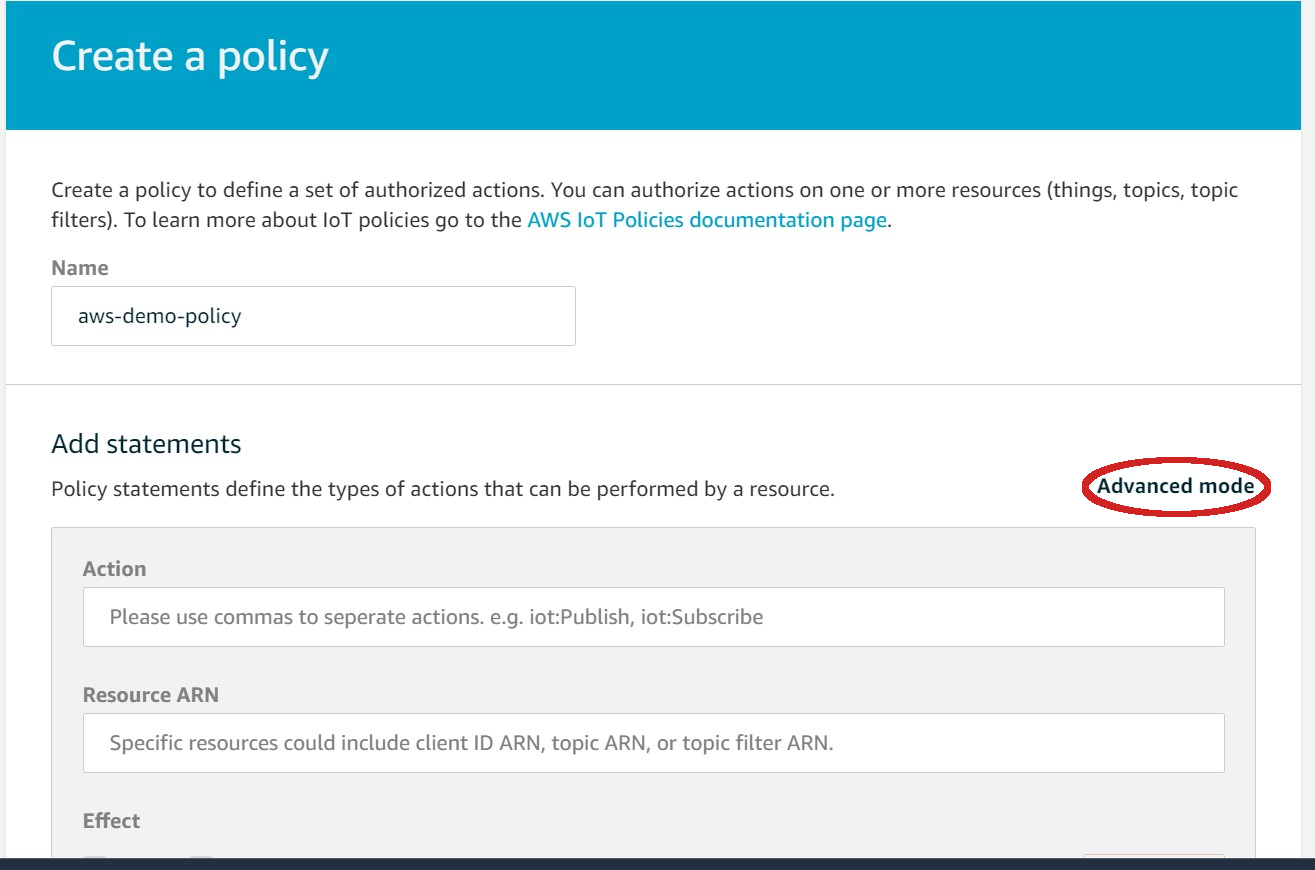 Create a policy
Create a policy to define a set of authorized actions. You can authorize actions on one or more resources (things, topics, topic
filters). To learn more about IoT policies go to the AWS IoT Policies documentation page.
Name
aws-demo-policy
Add statements
Policy statements define the types of actions that can be performed by a resource.
Advanced mode
Action
Please use commas to seperate actions. e.g. iot:Publish, iot:Subscribe
Resource ARN
Specific resources could include client ID ARN, topic ARN, or topic filter ARN.
Effect